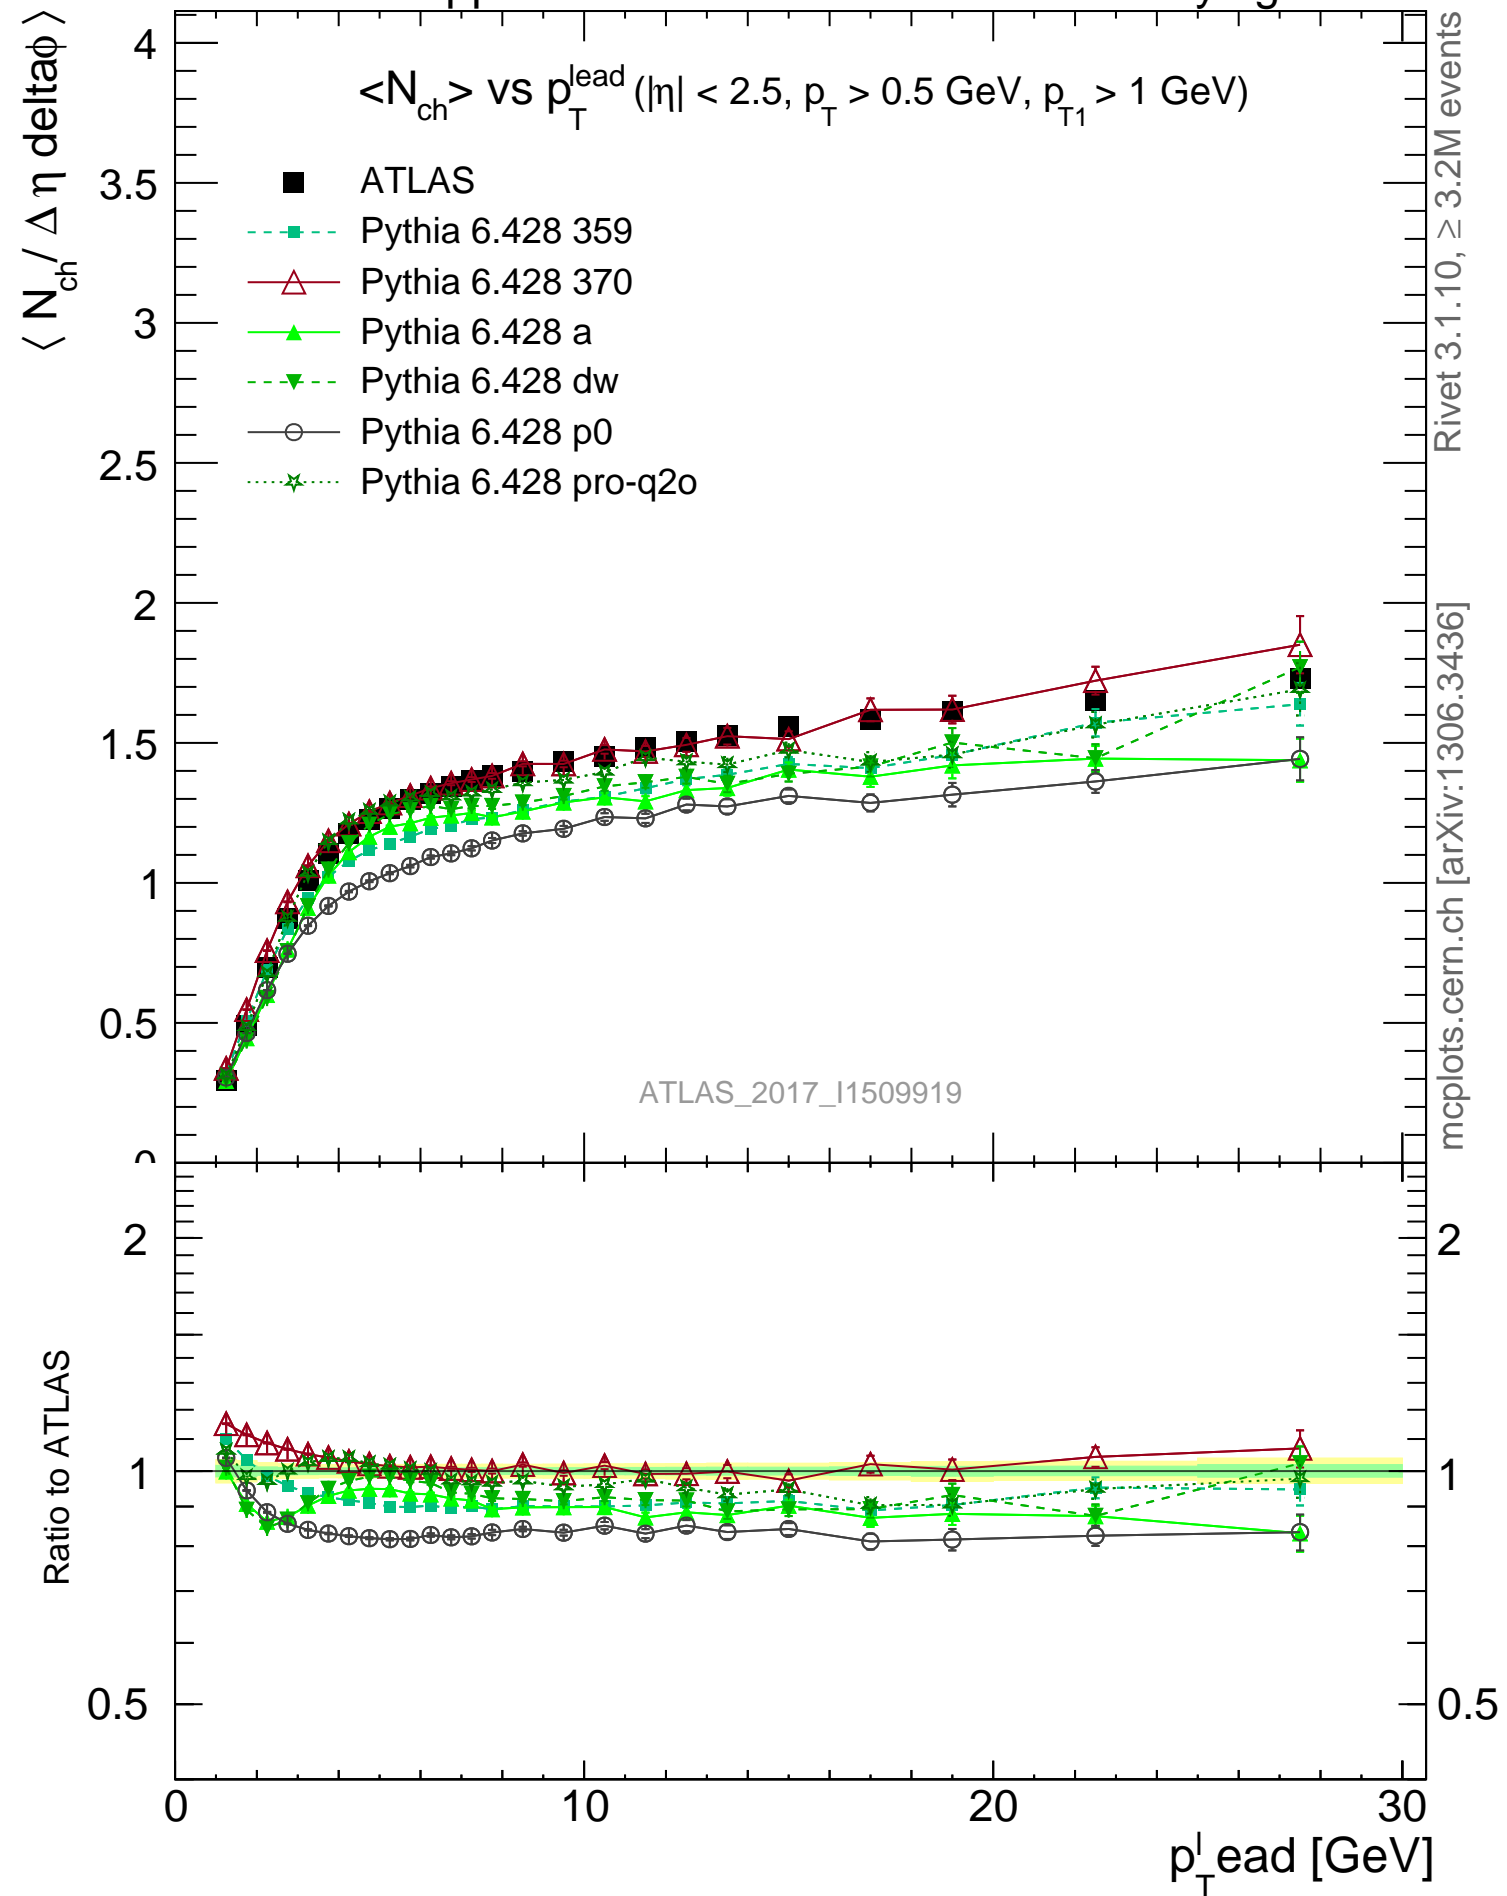 ⟨ N_ch / Δ η deltaϕ ⟩
<N_ch> vs p_T^lead (|η| < 2.5, p_T > 0.5 GeV, p_T1 > 1 GeV)
ATLAS
Pythia 6.428 359
Pythia 6.428 370
Pythia 6.428 a
Pythia 6.428 dw
Pythia 6.428 p0
Pythia 6.428 pro-q2o
4
3.5
3
2.5
2
1.5
1
0.5
ATLAS_2017_I1509919
Rivet 3.1.10, ≥ 3.2M events
mcplots.cern.ch [arXiv:1306.3436]
Ratio to ATLAS
2
1
0.5
2
1
0.5
0
10
20
30
p_T^l ead [GeV]